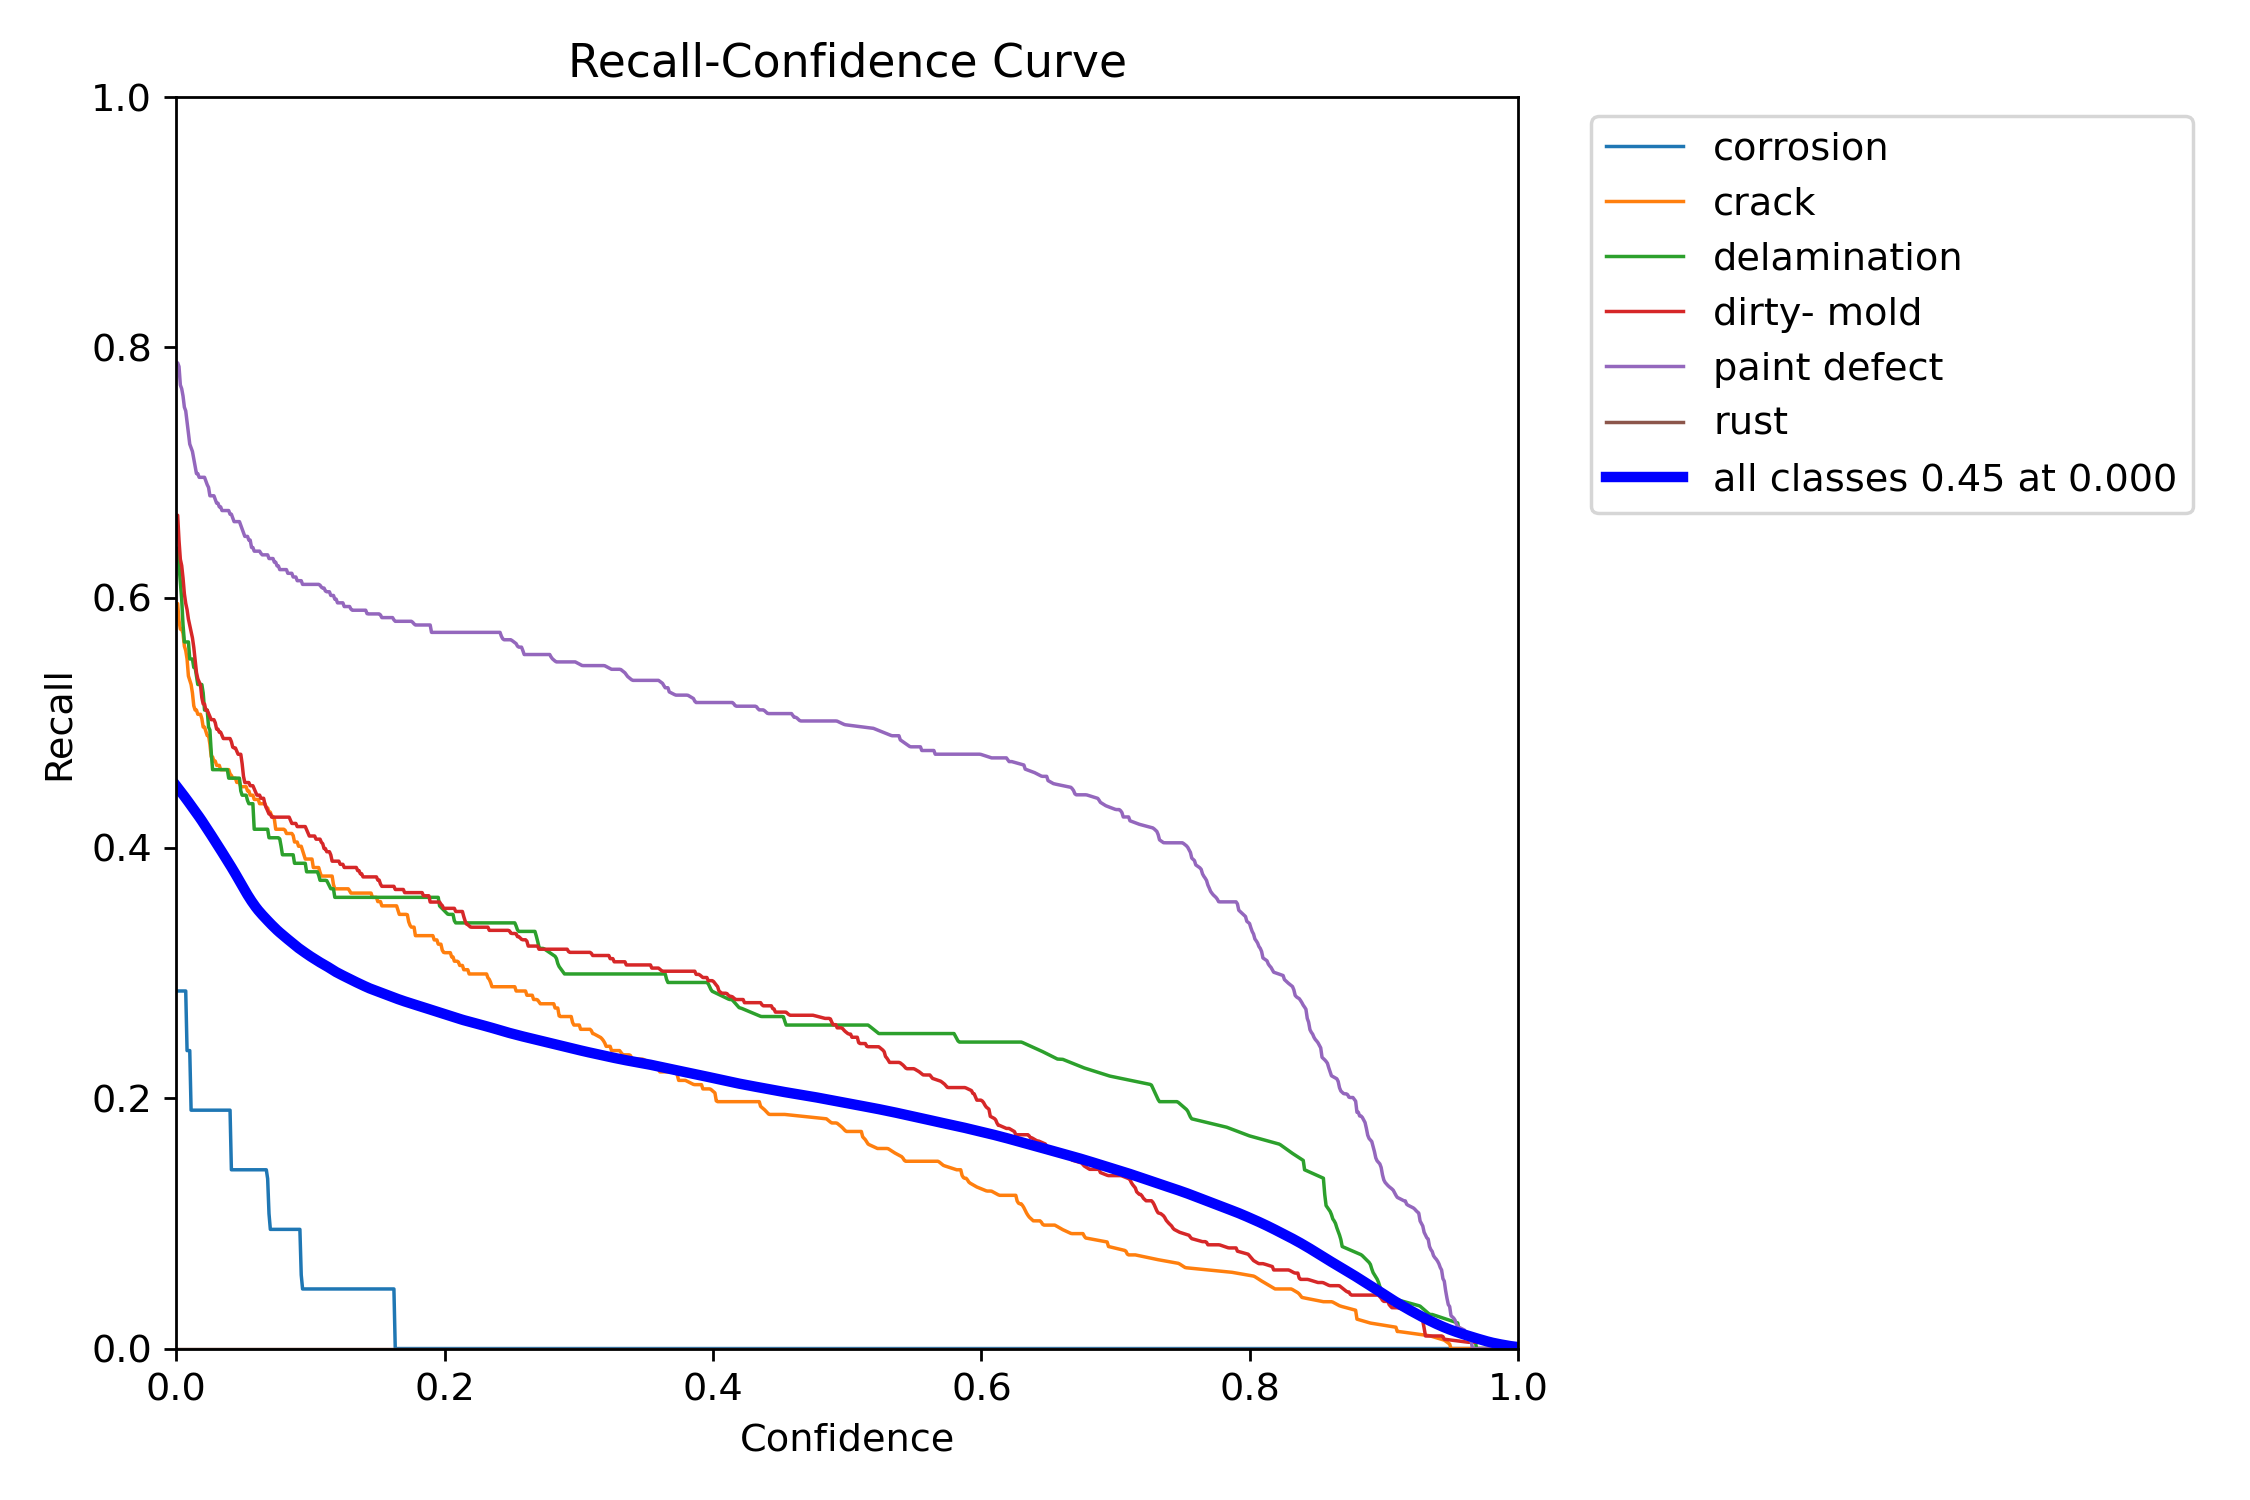 Recall-Confidence Curve
1.0
0.8
0.6
0.4
0.2
0.0
Recall
0.0 0.2 0.4 0.6 0.8 1.0
Confidence
corrosion
crack
delamination
dirty- mold
paint defect
rust
all classes 0.45 at 0.000